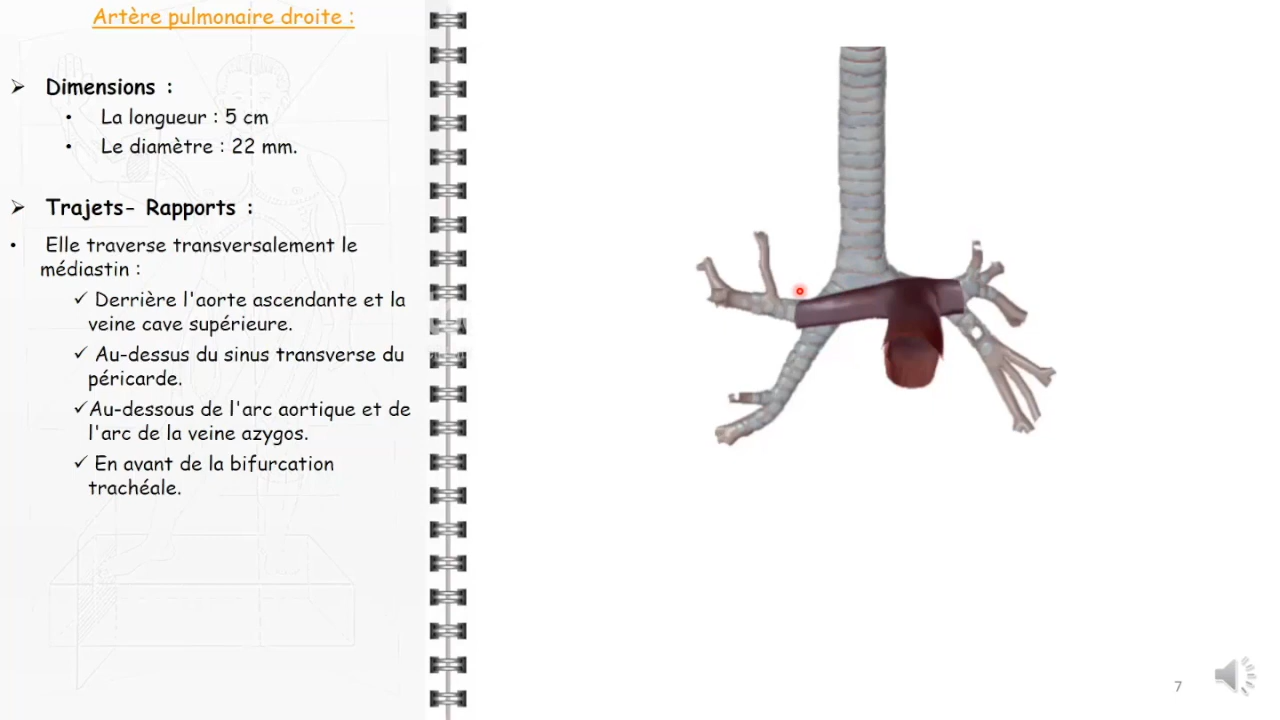 Artère pulmonaire droite :
➢ Dimensions :
• La longueur : 5 cm
• Le diamètre : 22 mm.
➢ Trajets- Rapports :
• Elle traverse transversalement le
médiastin :
✓ Derrière l'aorte ascendante et la
veine cave supérieure.
✓ Au-dessus du sinus transverse du
péricarde.
✓Au-dessous de l'arc aortique et de
l'arc de la veine azygos.
✓ En avant de la bifurcation
trachéale.
7